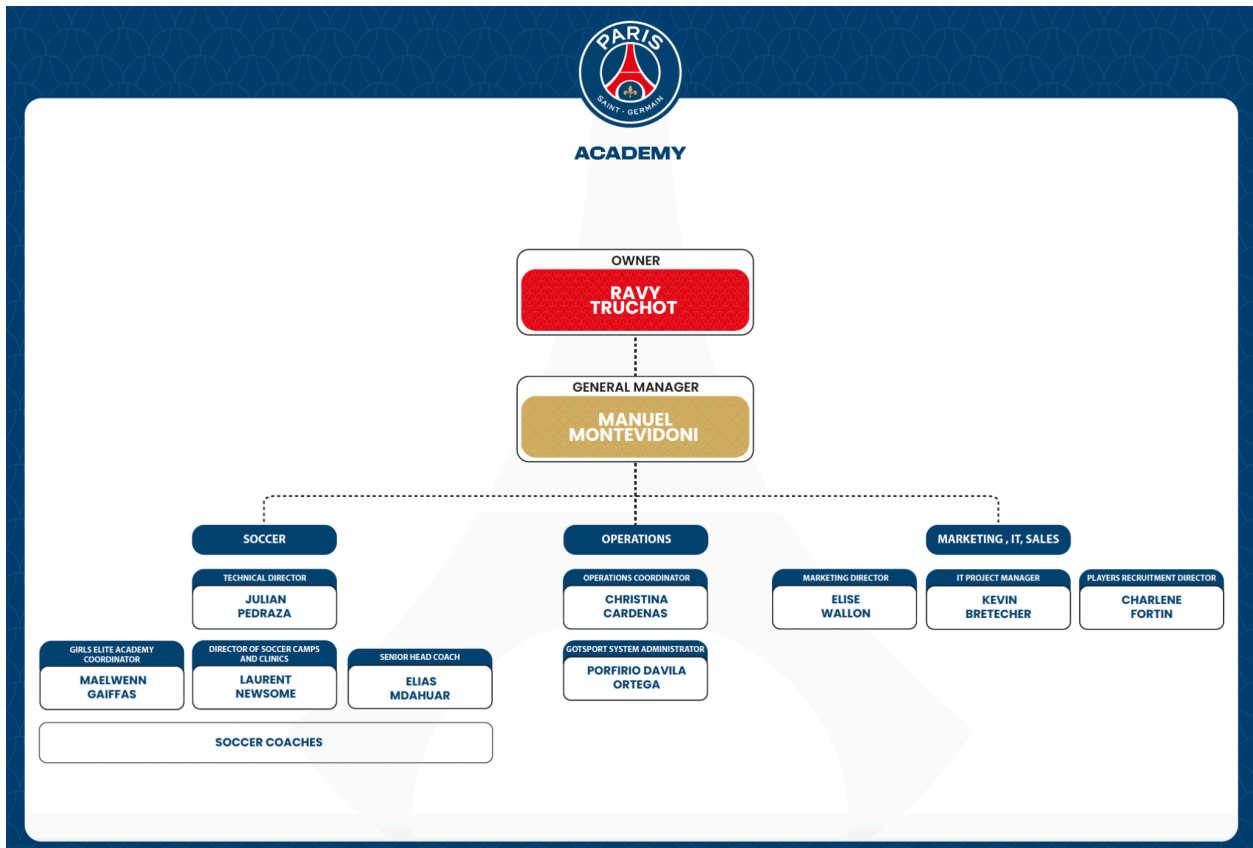 PARIS
SAINT - GERMAIN
ACADEMY
OWNER
RAVY
TRUCHOT
GENERAL MANAGER
MANUEL
MONTEVIDONI
SOCCER
OPERATIONS
MARKETING , IT, SALES
TECHNICAL DIRECTOR
JULIAN
PEDRAZA
OPERATIONS COORDINATOR
CHRISTINA
CARDENAS
MARKETING DIRECTOR
ELISE
WALLON
IT PROJECT MANAGER
KEVIN
BRETECHER
PLAYERS RECRUITMENT DIRECTOR
CHARLENE
FORTIN
GIRLS ELITE ACADEMY
COORDINATOR
MAELWENN
GAIFFAS
DIRECTOR OF SOCCER CAMPS
AND CLINICS
LAURENT
NEWSOME
SENIOR HEAD COACH
ELIAS
MDAHUAR
GOTSPORT SYSTEM ADMINISTRATOR
PORFIRIO DAVILA
ORTEGA
SOCCER COACHES